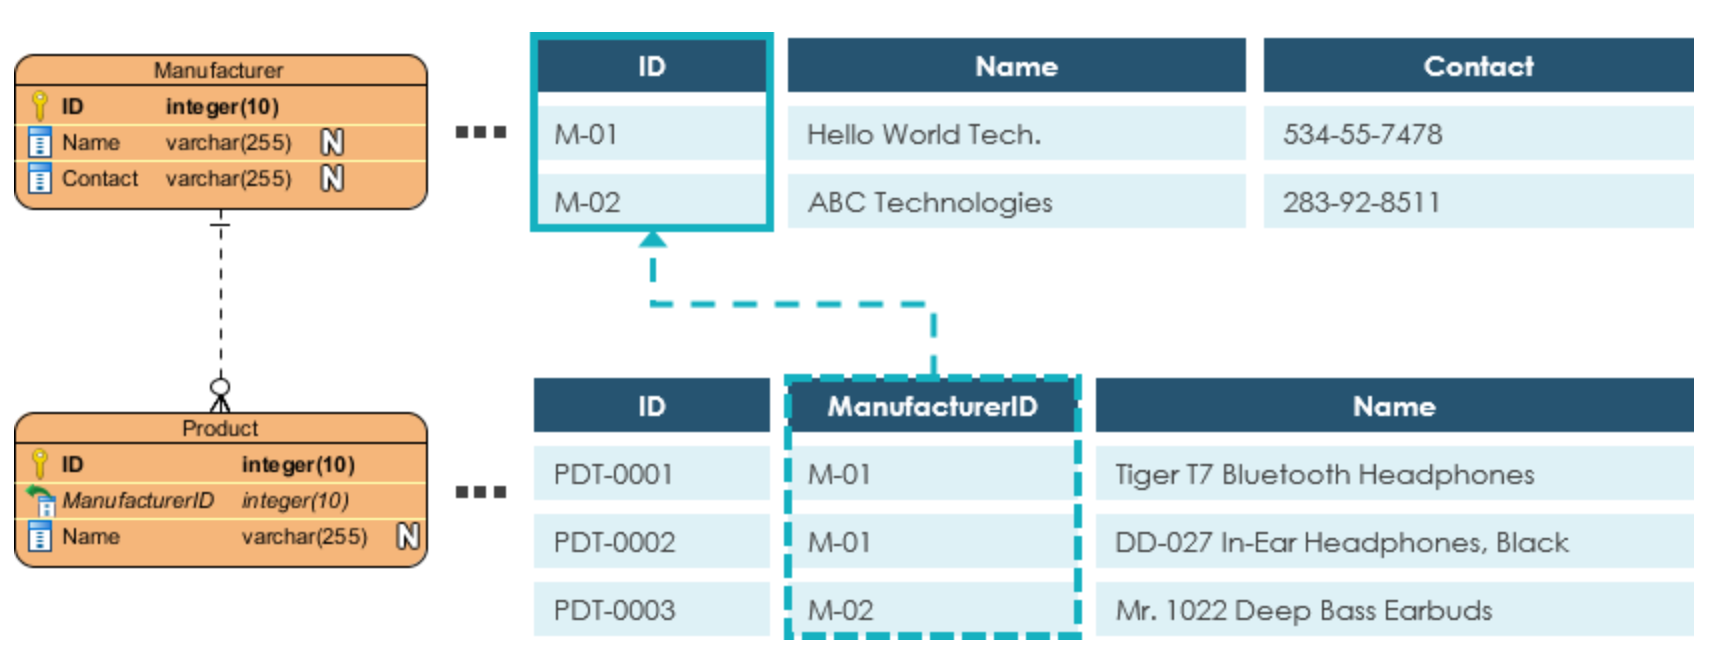 Manufacturer
ID integer(10)
Name varchar(255) N
Contact varchar(255) N
ID Name Contact
M-01 Hello World Tech. 534-55-7478
M-02 ABC Technologies 283-92-8511
Product
ID integer(10)
ManufacturerID integer(10)
Name varchar(255) N
ID ManufacturerID Name
PDT-0001 M-01 Tiger T7 Bluetooth Headphones
PDT-0002 M-01 DD-027 In-Ear Headphones, Black
PDT-0003 M-02 Mr. 1022 Deep Bass Earbuds